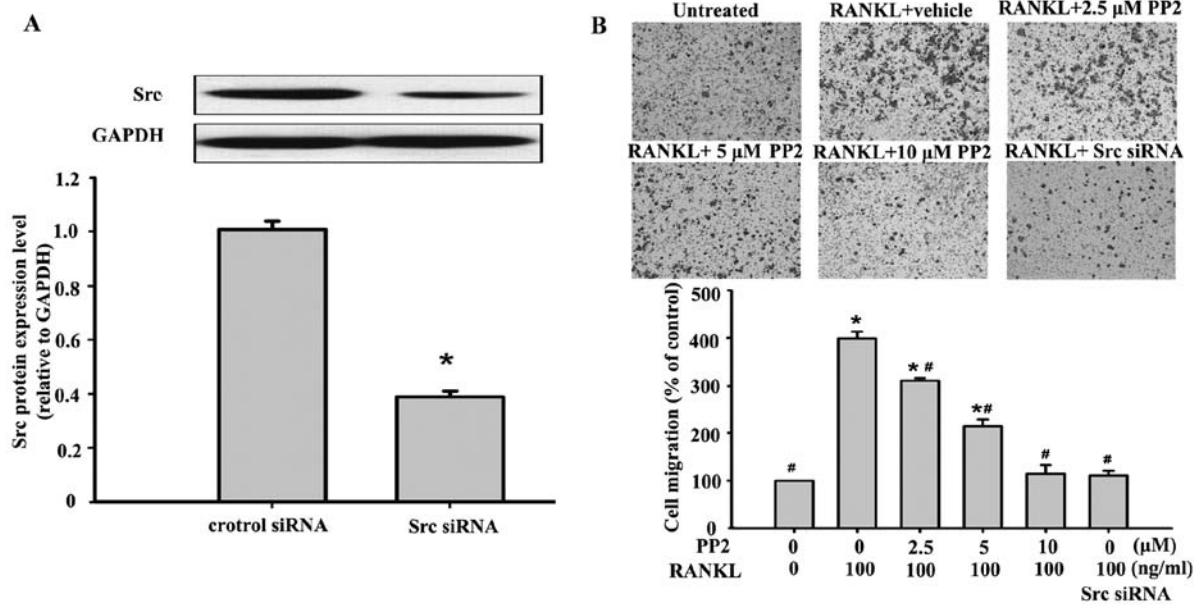 A
Src
GAPDH
Src protein expression level
(relative to GAPDH)
1.2
1.0
0.8
0.6
0.4
0.2
0
*
crotrol siRNA
Src siRNA
B
Untreated
RANKL+vehicle
RANKL+2.5 µM PP2
RANKL+ 5 µM PP2
RANKL+10 µM PP2
RANKL+ Src siRNA
Cell migration (% of control)
500
400
300
200
100
0
# * *# *# # #
PP2 0 0 2.5 5 10 0 (µM)
RANKL 0 100 100 100 100 100 (ng/ml)
Src siRNA